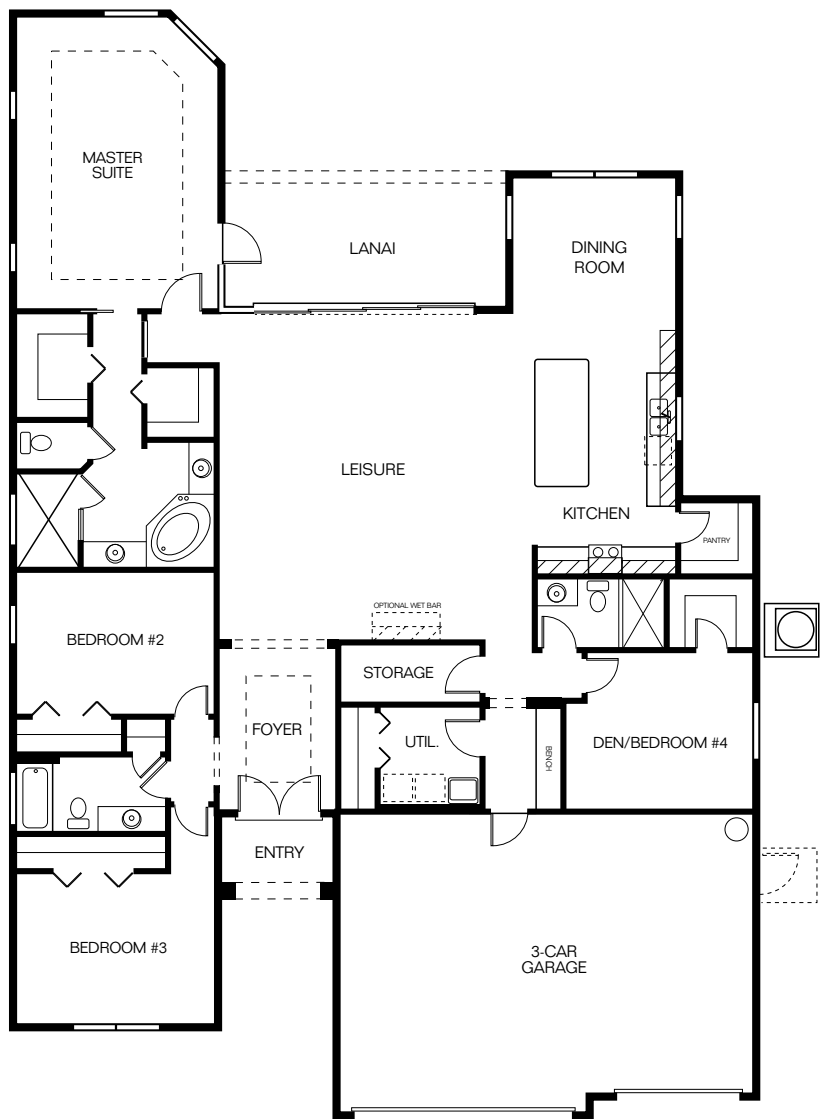 MASTER
SUITE
LANAI
DINING
ROOM
LEISURE
KITCHEN
PANTRY
OPTIONAL WET BAR
BEDROOM #2
STORAGE
FOYER
UTIL.
BENCH
DEN/BEDROOM #4
ENTRY
BEDROOM #3
3-CAR
GARAGE